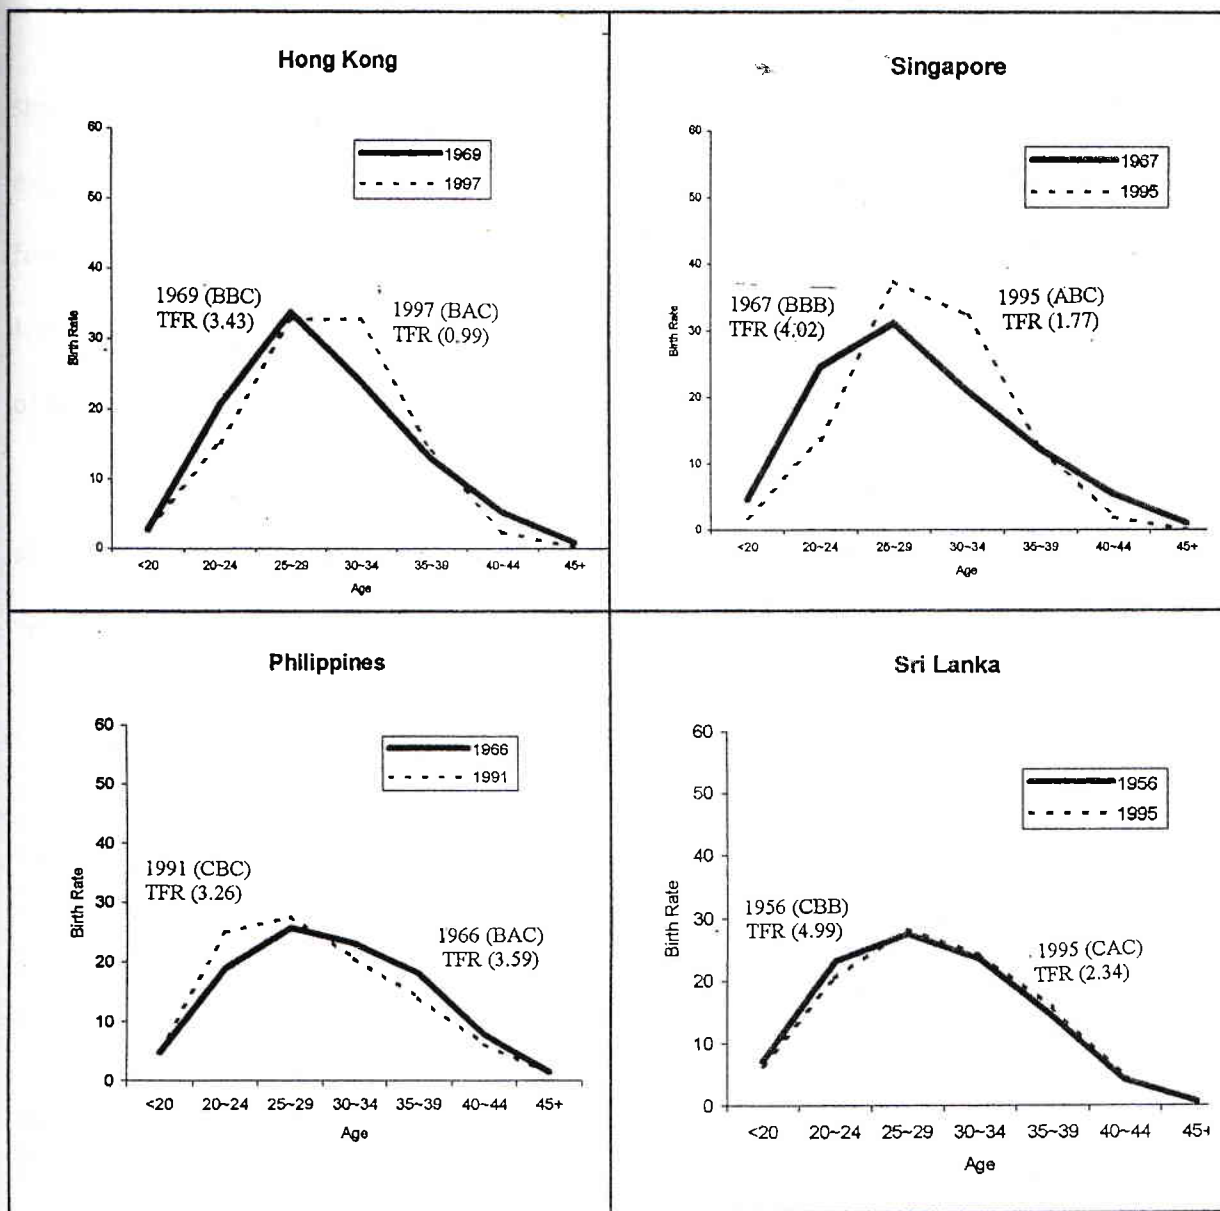 Hong Kong
60
50
40
30
20
10
0
Birth Rate
1969
1997
1969 (BBC)
TFR (3.43)
1997 (BAC)
TFR (0.99)
<20 20~24 25~29 30~34 35~39 40~44 45+
Age
Singapore
60
50
40
30
20
10
0
Birth Rate
1967
1995
1967 (BBB)
TFR (4.02)
1995 (ABC)
TFR (1.77)
<20 20~24 25~29 30~34 35~39 40~44 45+
Age
Philippines
60
50
40
30
20
10
0
Birth Rate
1966
1991
1991 (CBC)
TFR (3.26)
1966 (BAC)
TFR (3.59)
<20 20~24 25~29 30~34 35~39 40~44 45+
Age
Sri Lanka
60
50
40
30
20
10
0
Birth Rate
1956
1995
1956 (CBB)
TFR (4.99)
1995 (CAC)
TFR (2.34)
<20 20~24 25~29 30~34 35~39 40~44 45+
Age